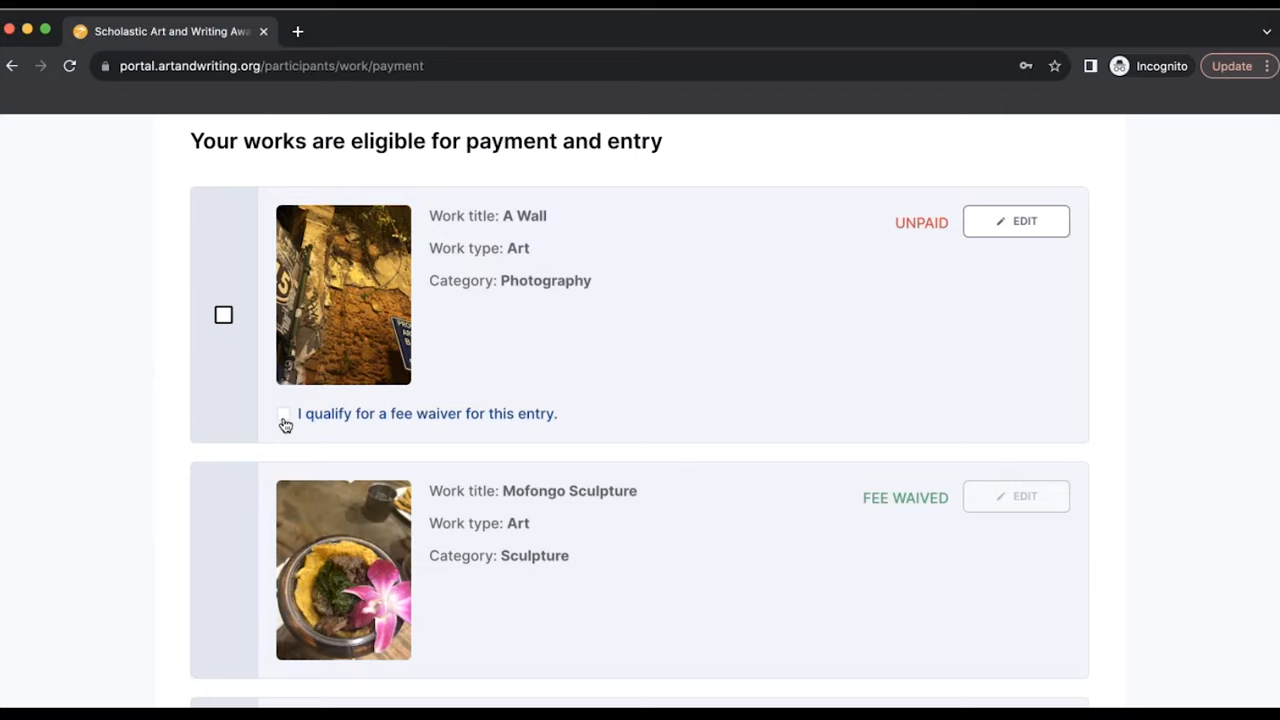 Scholastic Art and Writing Awa
portal.artandwriting.org/participants/work/payment
Incognito
Update
Your works are eligible for payment and entry
Work title: A Wall
UNPAID
EDIT
Work type: Art
Category: Photography
I qualify for a fee waiver for this entry.
Work title: Mofongo Sculpture
FEE WAIVED
EDIT
Work type: Art
Category: Sculpture